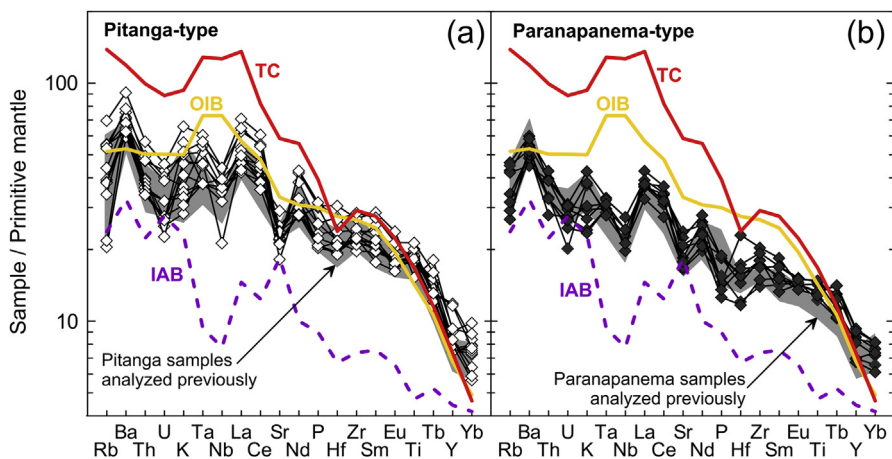 Sample / Primitive mantle
100
10
Pitanga-type
(a)
TC
OIB
IAB
Pitanga samples
analyzed previously
Paranapanema-type
(b)
TC
OIB
IAB
Paranapanema samples
analyzed previously
Ba U Ta La Sr P Zr Eu Tb Yb
Rb Th K Nb Ce Nd Hf Sm Ti Y
Ba U Ta La Sr P Zr Eu Tb Yb
Rb Th K Nb Ce Nd Hf Sm Ti Y